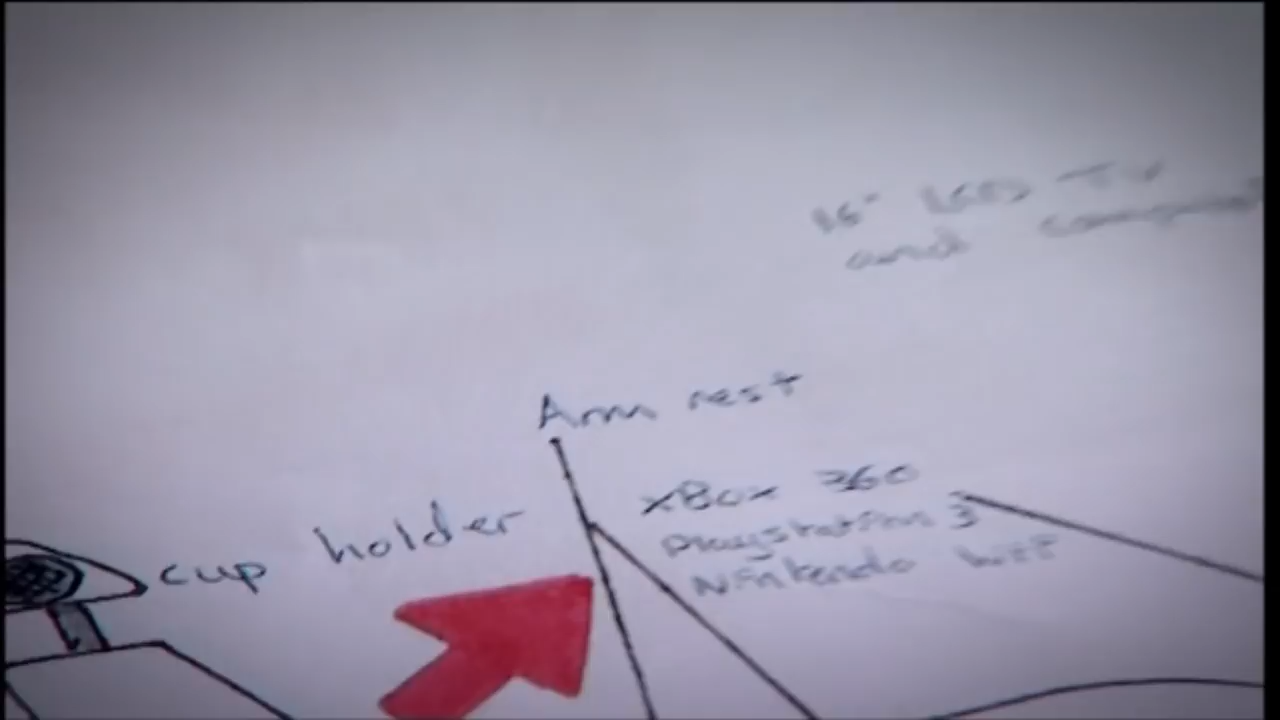 16" LCD TV
and
Arm rest
xBox 360
Playstation 3
Nintendo Wii
cup holder